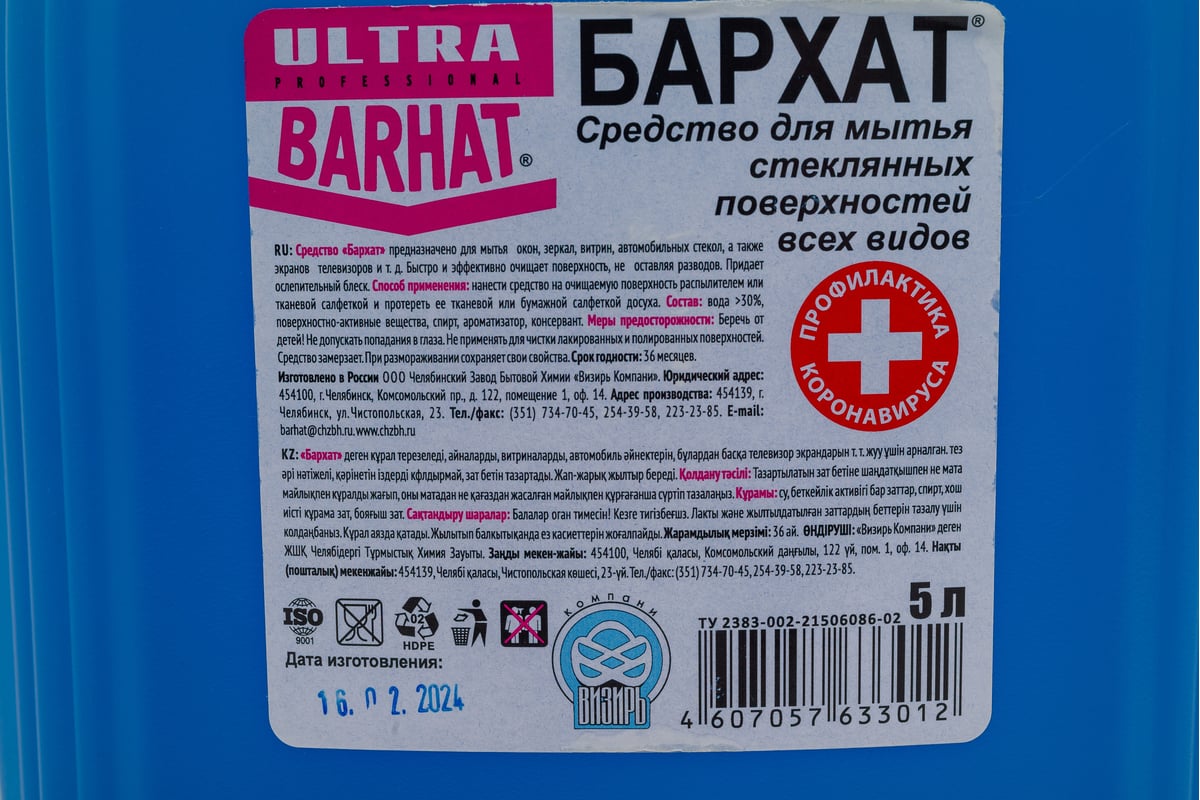 ULTRA
PROFESSIONAL
BARHAT®
БАРХАТ®
Средство для мытья
стеклянных
поверхностей
всех видов
RU: Средство «Бархат» предназначено для мытья окон, зеркал, витрин, автомобильных стекол, а также
экранов телевизоров и т. д. Быстро и эффективно очищает поверхность, не оставляя разводов. Придает
ослепительный блеск. Способ применения: нанести средство на очищаемую поверхность распылителем или
тканевой салфеткой и протереть ее тканевой или бумажной салфеткой досуха. Состав: вода >30%,
поверхностно-активные вещества, спирт, ароматизатор, консервант. Меры предосторожности: Беречь от
детей! Не допускать попадания в глаза. Не применять для чистки лакированных и полированных поверхностей.
Средство замерзает. При размораживании сохраняет свои свойства. Срок годности: 36 месяцев.
Изготовлено в России ООО Челябинский Завод Бытовой Химии «Визирь Компани». Юридический адрес:
454100, г.Челябинск, Комсомольский пр., д. 122, помещение 1, оф. 14. Адрес производства: 454139, г.
Челябинск, ул.Чистопольская, 23. Тел./факс: (351) 734-70-45, 254-39-58, 223-23-85. E-mail:
barhat@chzbh.ru. www.chzbh.ru
ПРОФИЛАКТИКА
КОРОНАВИРУСА
KZ: «Бархат» деген құрал терезеледі, айналарды, витриналарды, автомобиль әйнектерін, бұлардан басқа телевизор экрандарын т. т. жуу үшін арналған. тез
әрі нәтіжелі, қәрінетін іздерді кфлдырмай, зат бетін тазартады. Жап-жарық жылтыр береді. Қолдану тәсілі: Тазартылатын зат бетіне шаңдатқышпен не мата
майлықпен құралды жағып, оны матадан не қағаздан жасалған майлықпен құрғағанша сүртіп тазалаңыз. Құрамы: су, беткейлік активігі бар заттар, спирт, хош
иісті құрама зат, бояғыш зат. Сақтандыру шаралар: Балалар оған тимесін! Кезге тигізбеғыз. Лакты және жылтылдатылған заттардың беттерін тазалу үшін
колдаңбаңыз. Құрал аязда қатады. Жылытып балқытықанда ез касиеттерін жоғалпайды. Жарамдылық мерзімі: 36 ай. ӨНДІРУШІ: «Визирь Компани» деген
ЖШҚ Челябідегі Тұрмыстық Химия Зауыты. Заңды мекен-жайы: 454100, Челябі қаласы, Комсомольский даңғылы, 122 үй, пом. 1, оф. 14. Нақты
(пошталық) мекенжайы: 454139, Челябі қаласы, Чистопольская көшесі, 23-үй. Тел./факс: (351) 734-70-45, 254-39-58, 223-23-85.
ISO
9001
02
HDPE
компани
ВИЗИРЬ
5 л
ТУ 2383-002-21506086-02
Дата изготовления:
16. 02. 2024
4 607057 633012